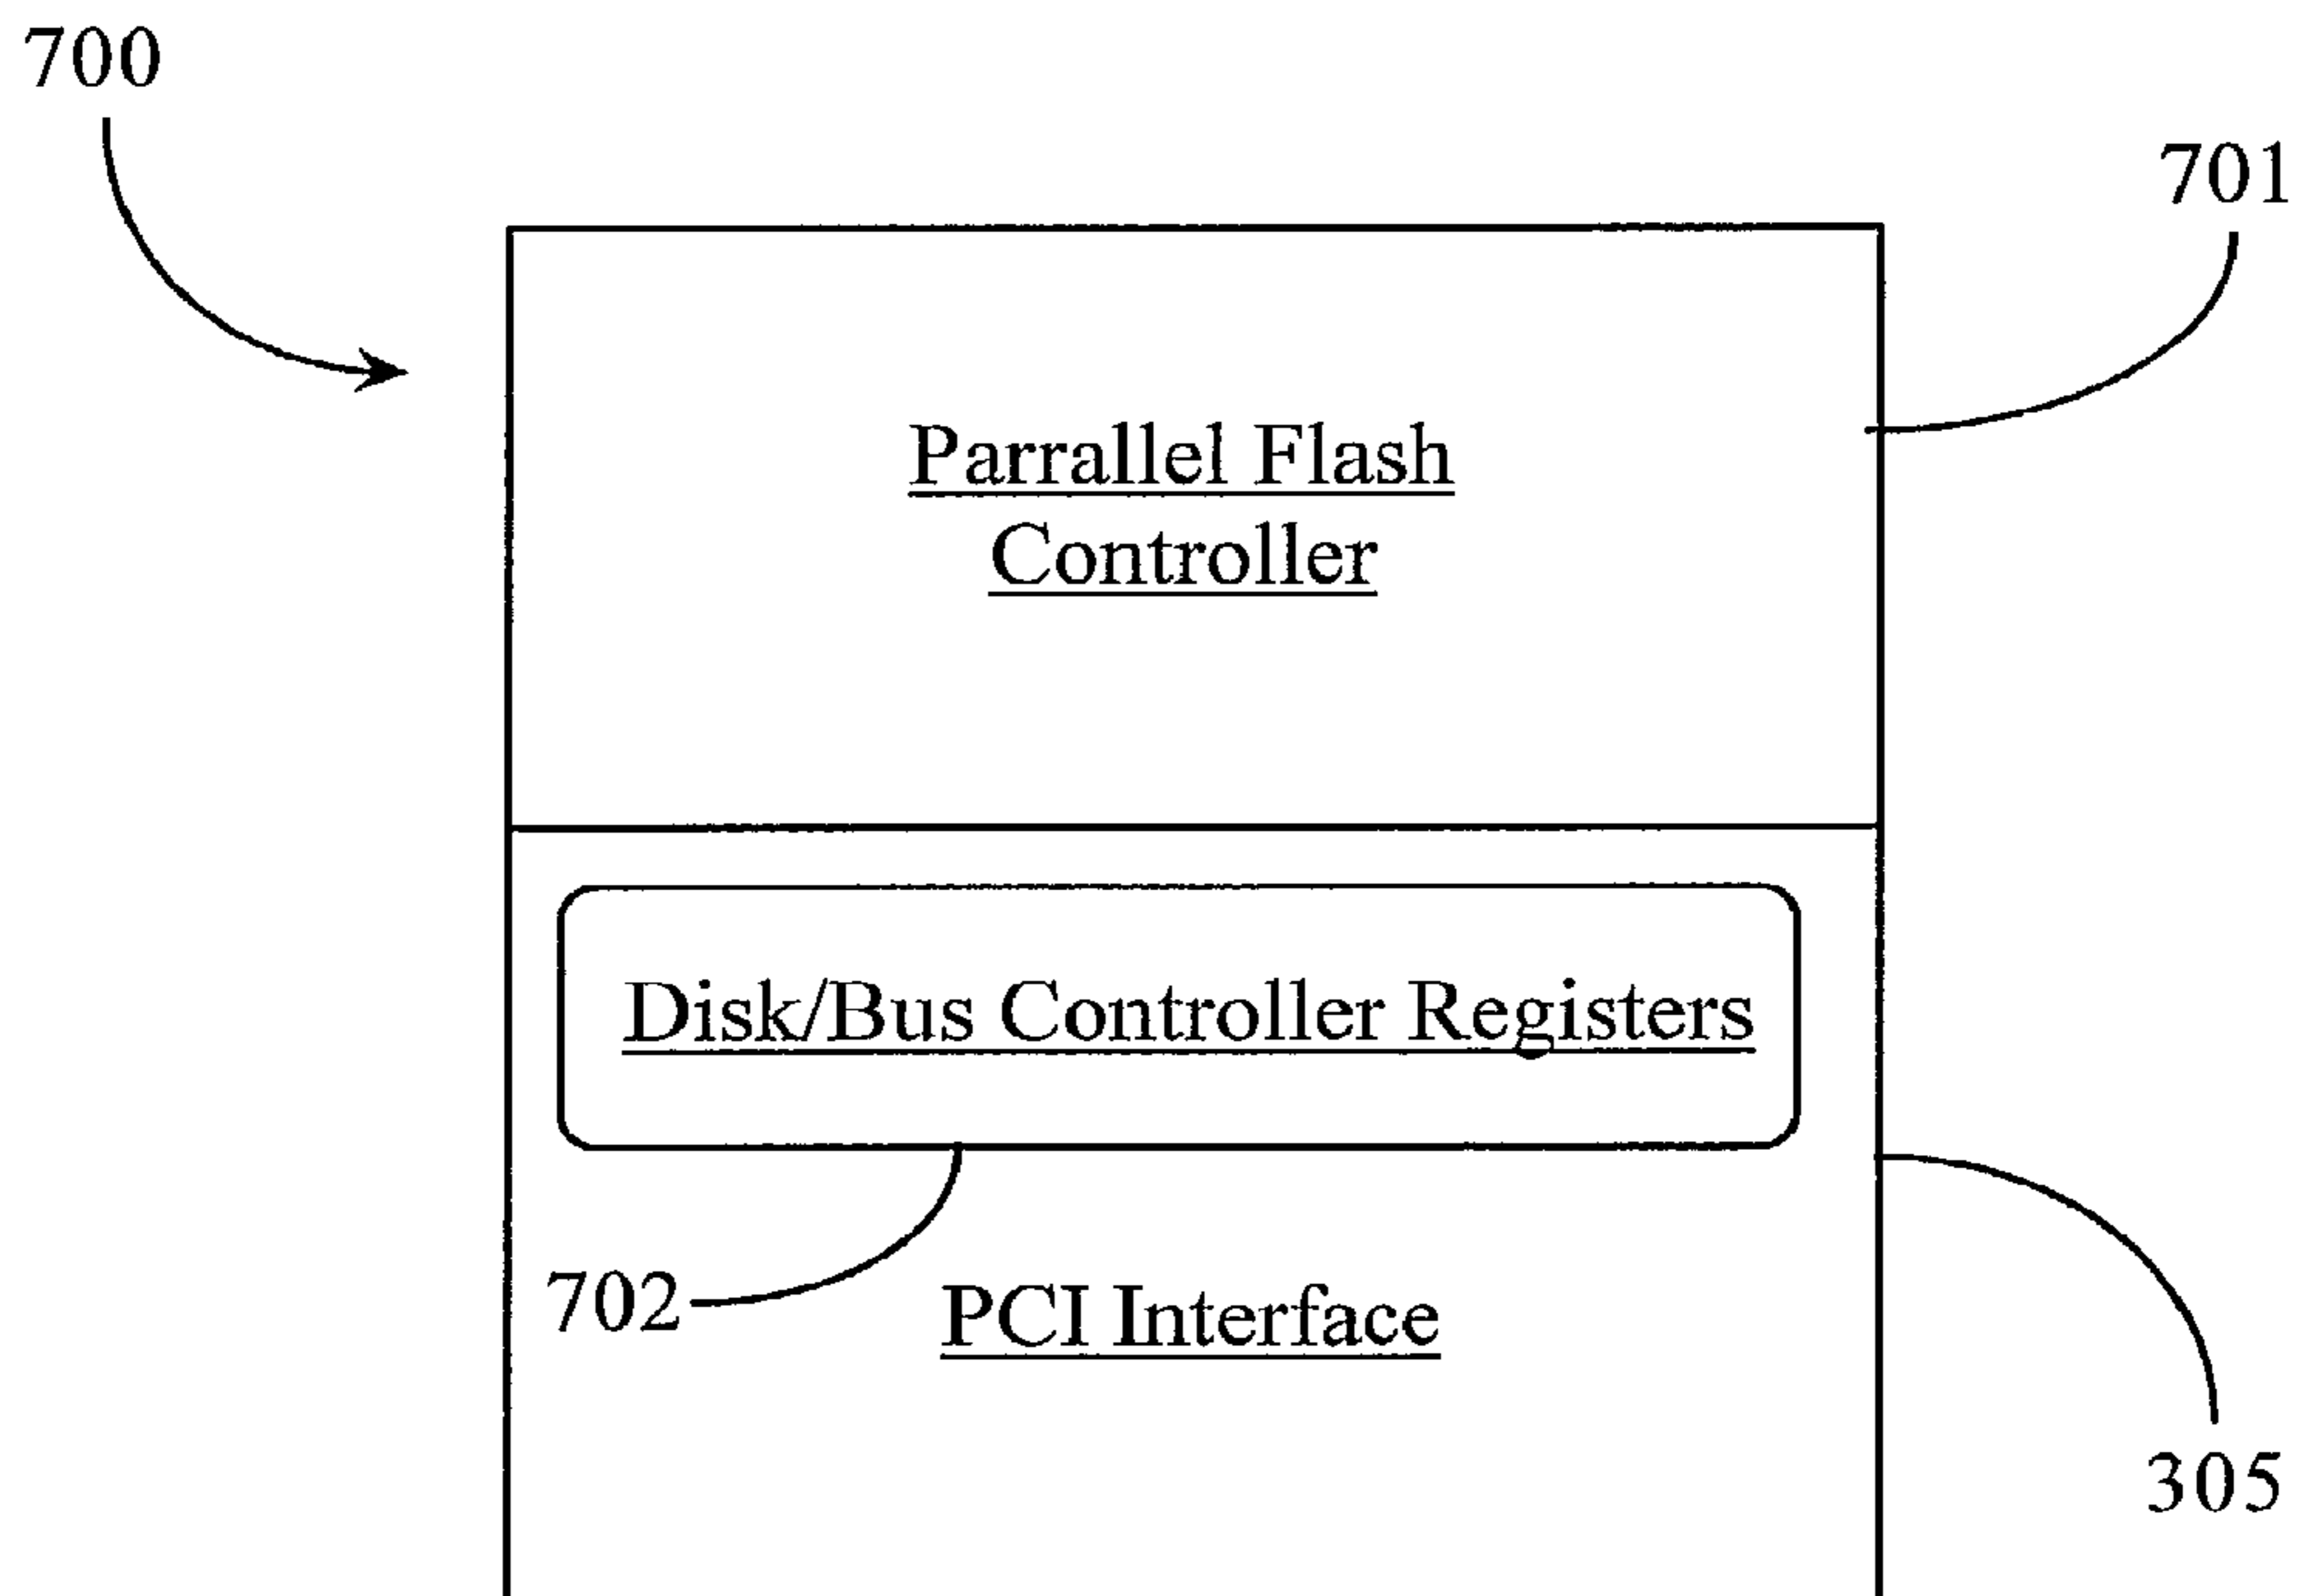 700
701
Parrallel Flash
Controller
Disk/Bus Controller Registers
702
PCI Interface
305